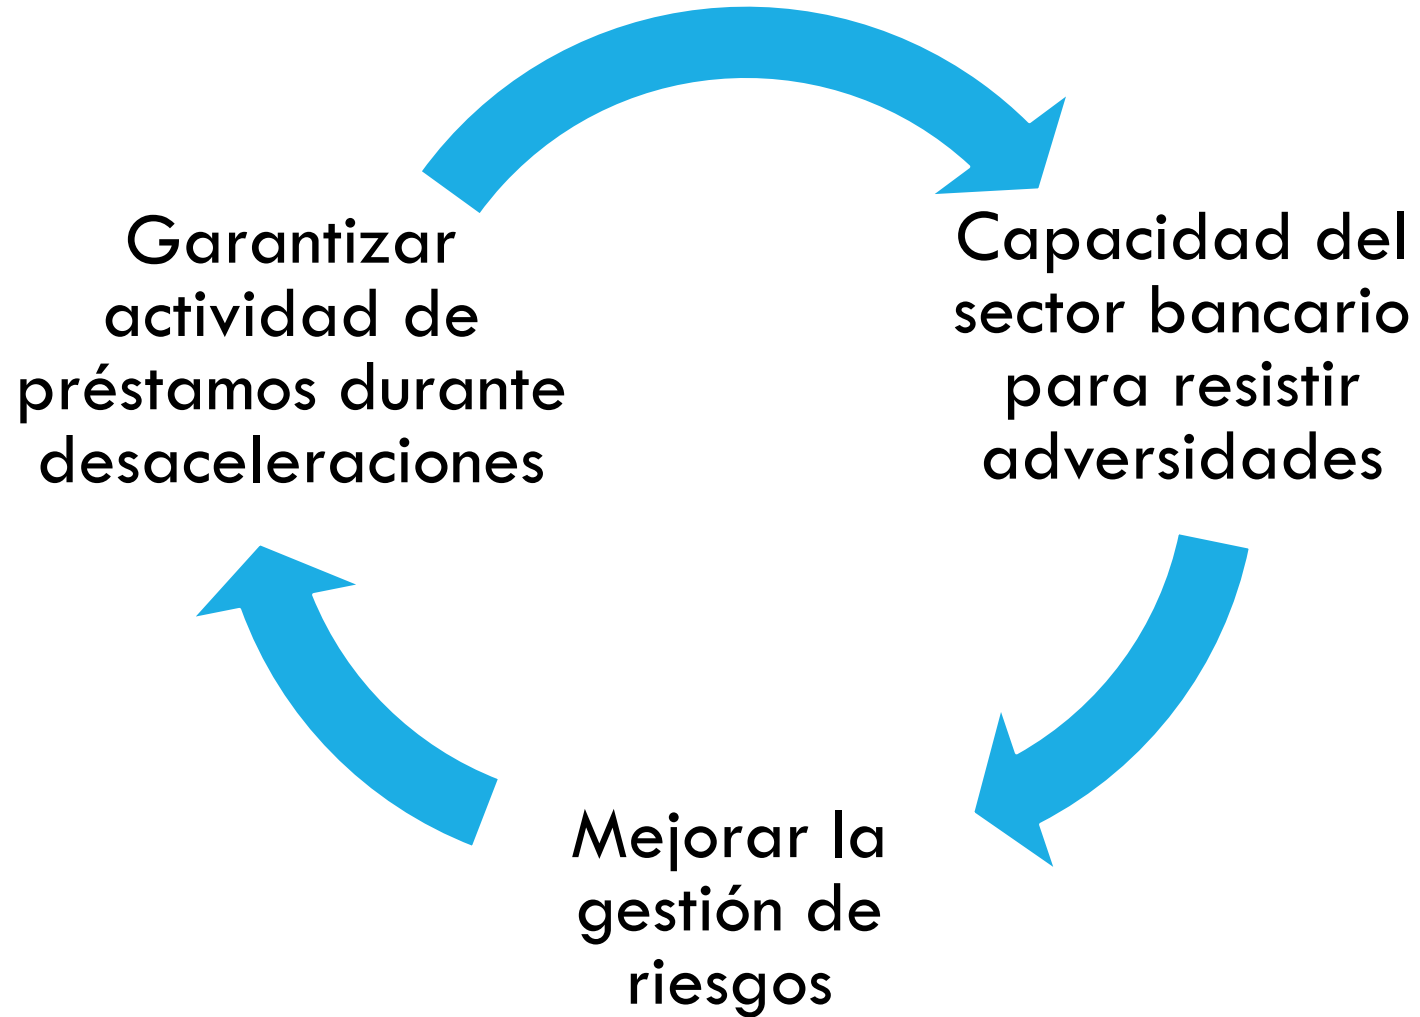 Garantizar
actividad de
préstamos durante
desaceleraciones
Capacidad del
sector bancario
para resistir
adversidades
Mejorar la
gestión de
riesgos